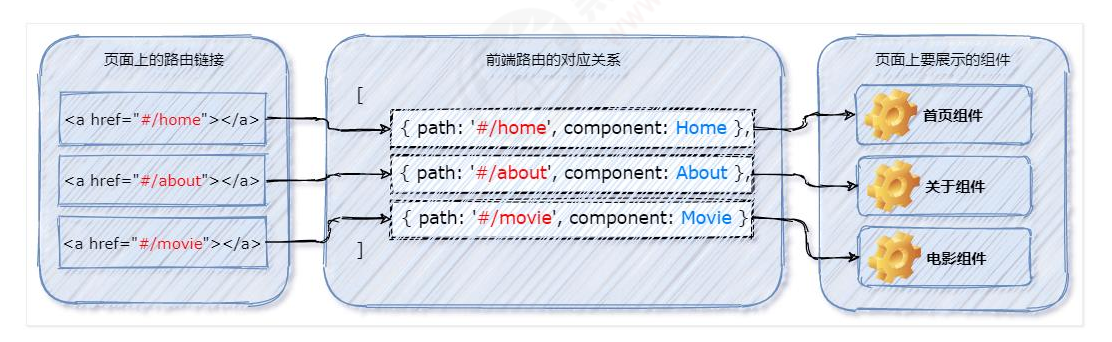 页面上的路由链接
<a href="#/home"></a>
<a href="#/about"></a>
<a href="#/movie"></a>
前端路由的对应关系
[
{ path: '#/home', component: Home },
{ path: '#/about', component: About },
{ path: '#/movie', component: Movie }
]
页面上要展示的组件
首页组件
关于组件
电影组件